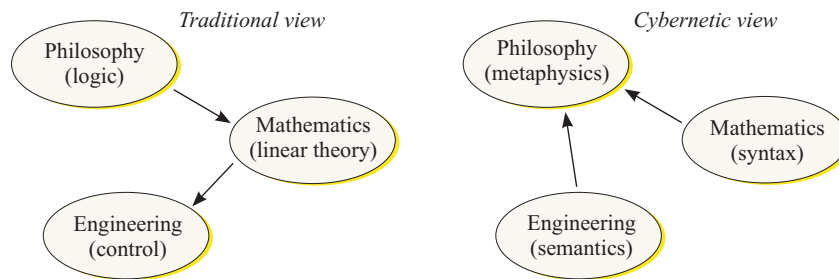 Traditional view
Philosophy
(logic)
Mathematics
(linear theory)
Engineering
(control)
Cybernetic view
Philosophy
(metaphysics)
Mathematics
(syntax)
Engineering
(semantics)